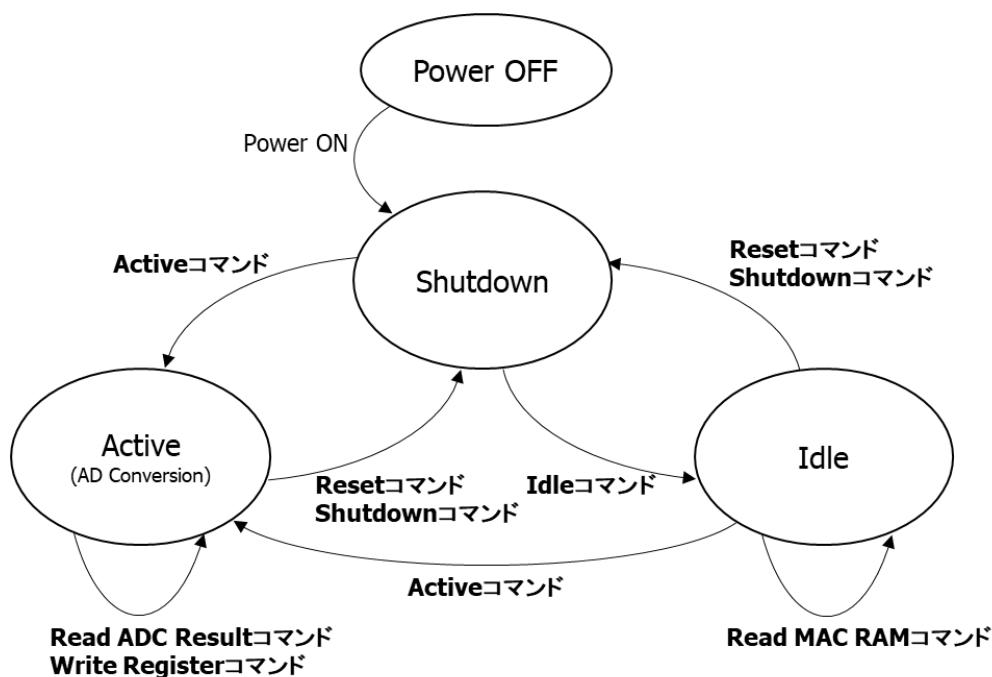 Power OFF
Power ON
Shutdown
Activeコマンド
Resetコマンド
Shutdownコマンド
Active
(AD Conversion)
Idle
Resetコマンド
Shutdownコマンド
Idleコマンド
Activeコマンド
Read ADC Resultコマンド
Write Registerコマンド
Read MAC RAMコマンド